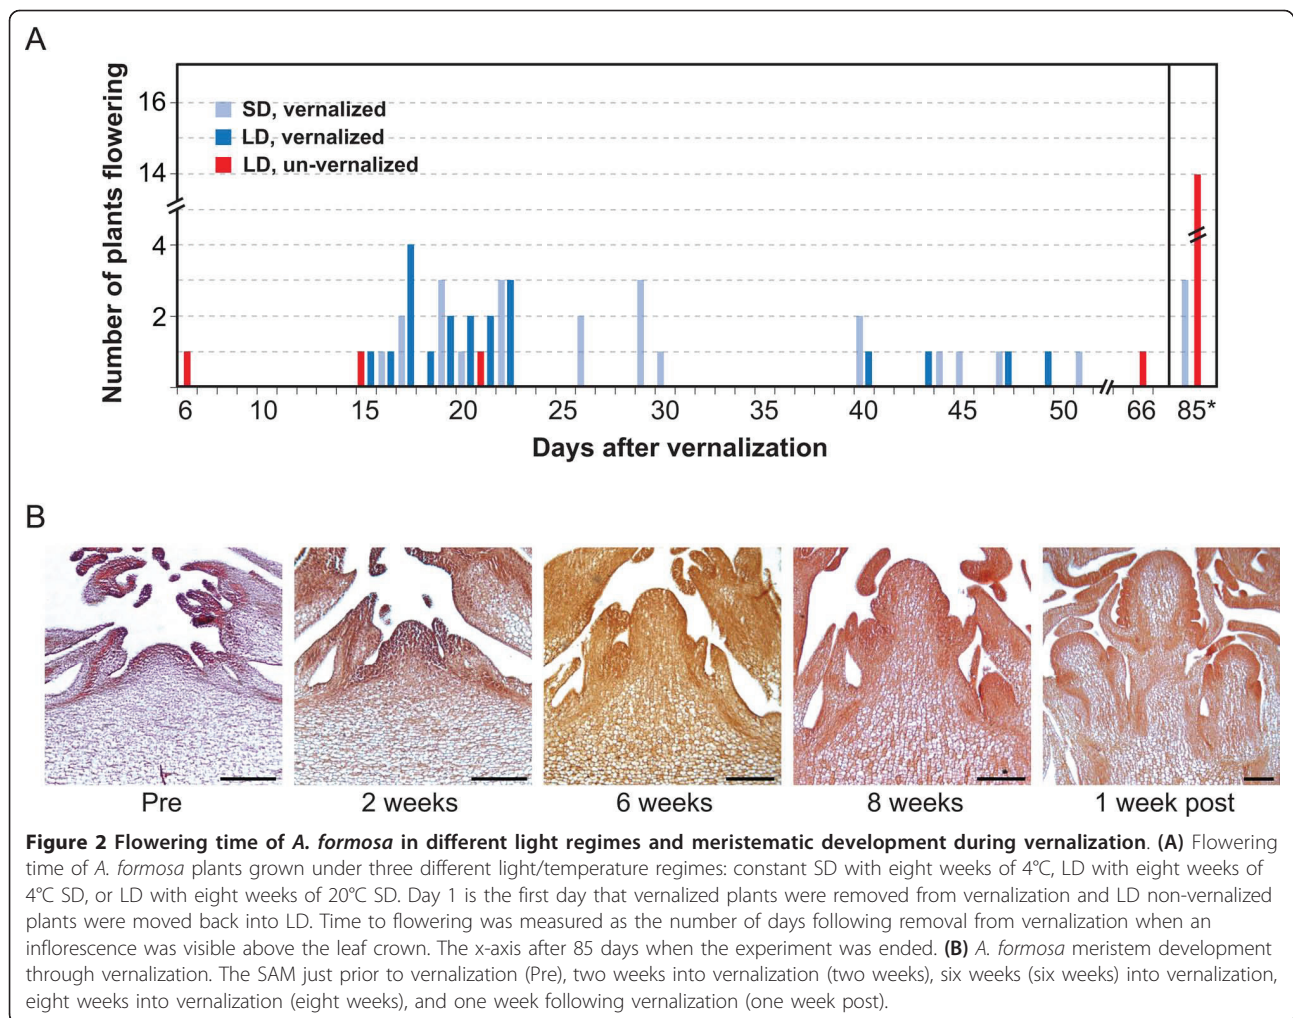 A
Number of plants flowering
16
14
4
2
SD, vernalized
LD, vernalized
LD, un-vernalized
6 10 15 20 25 30 35 40 45 50 66 85*
Days after vernalization
B
Pre 2 weeks 6 weeks 8 weeks 1 week post
Figure 2 Flowering time of A. formosa in different light regimes and meristematic development during vernalization. (A) Flowering
time of A. formosa plants grown under three different light/temperature regimes: constant SD with eight weeks of 4°C, LD with eight weeks of
4°C SD, or LD with eight weeks of 20°C SD. Day 1 is the first day that vernalized plants were removed from vernalization and LD non-vernalized
plants were moved back into LD. Time to flowering was measured as the number of days following removal from vernalization when an
inflorescence was visible above the leaf crown. The x-axis after 85 days when the experiment was ended. (B) A. formosa meristem development
through vernalization. The SAM just prior to vernalization (Pre), two weeks into vernalization (two weeks), six weeks (six weeks) into vernalization,
eight weeks into vernalization (eight weeks), and one week following vernalization (one week post).